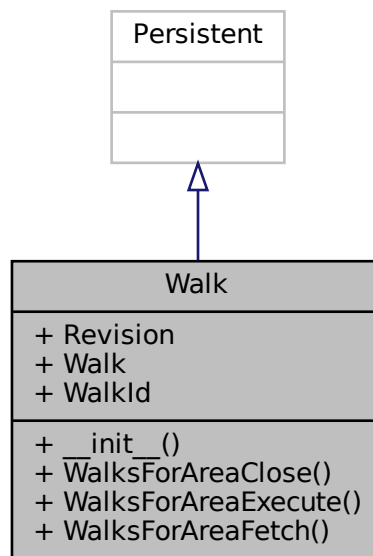 Persistent
Walk
+ Revision
+ Walk
+ WalkId
+ __init__()
+ WalksForAreaClose()
+ WalksForAreaExecute()
+ WalksForAreaFetch()